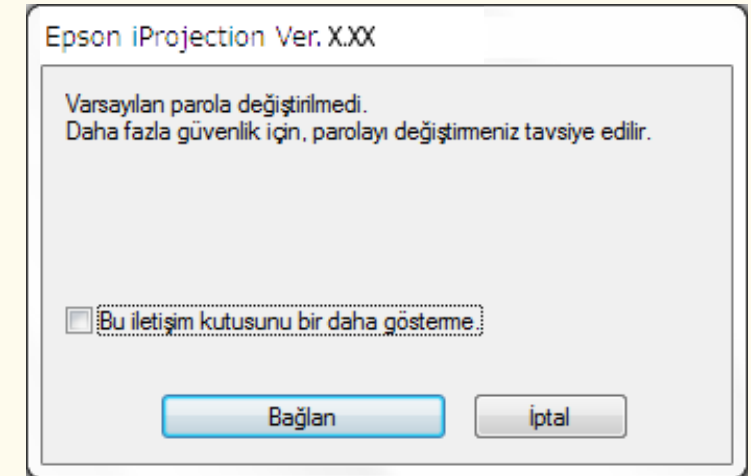 Epson iProjection Ver. X.XX
Varsayılan parola değiştirilmedi.
Daha fazla güvenlik için, parolayı değiştirmeniz tavsiye edilir.
Bu iletişim kutusunu bir daha gösterme.
Bağlan
İptal